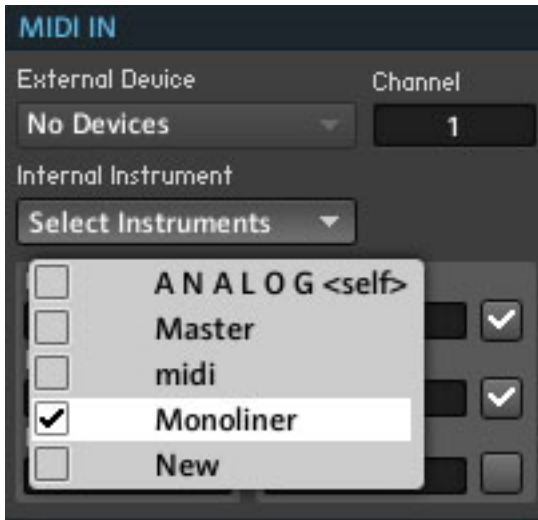 MIDI IN
External Device Channel
No Devices 1
Internal Instrument
Select Instruments
A N A L O G <self>
Master
midi
Monoliner
New